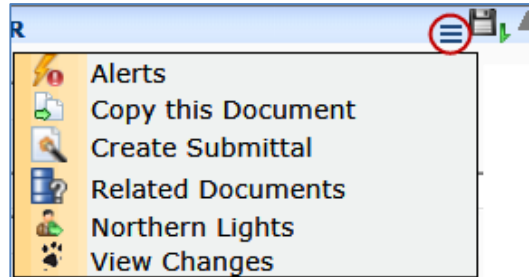 R
Alerts
Copy this Document
Create Submittal
Related Documents
Northern Lights
View Changes